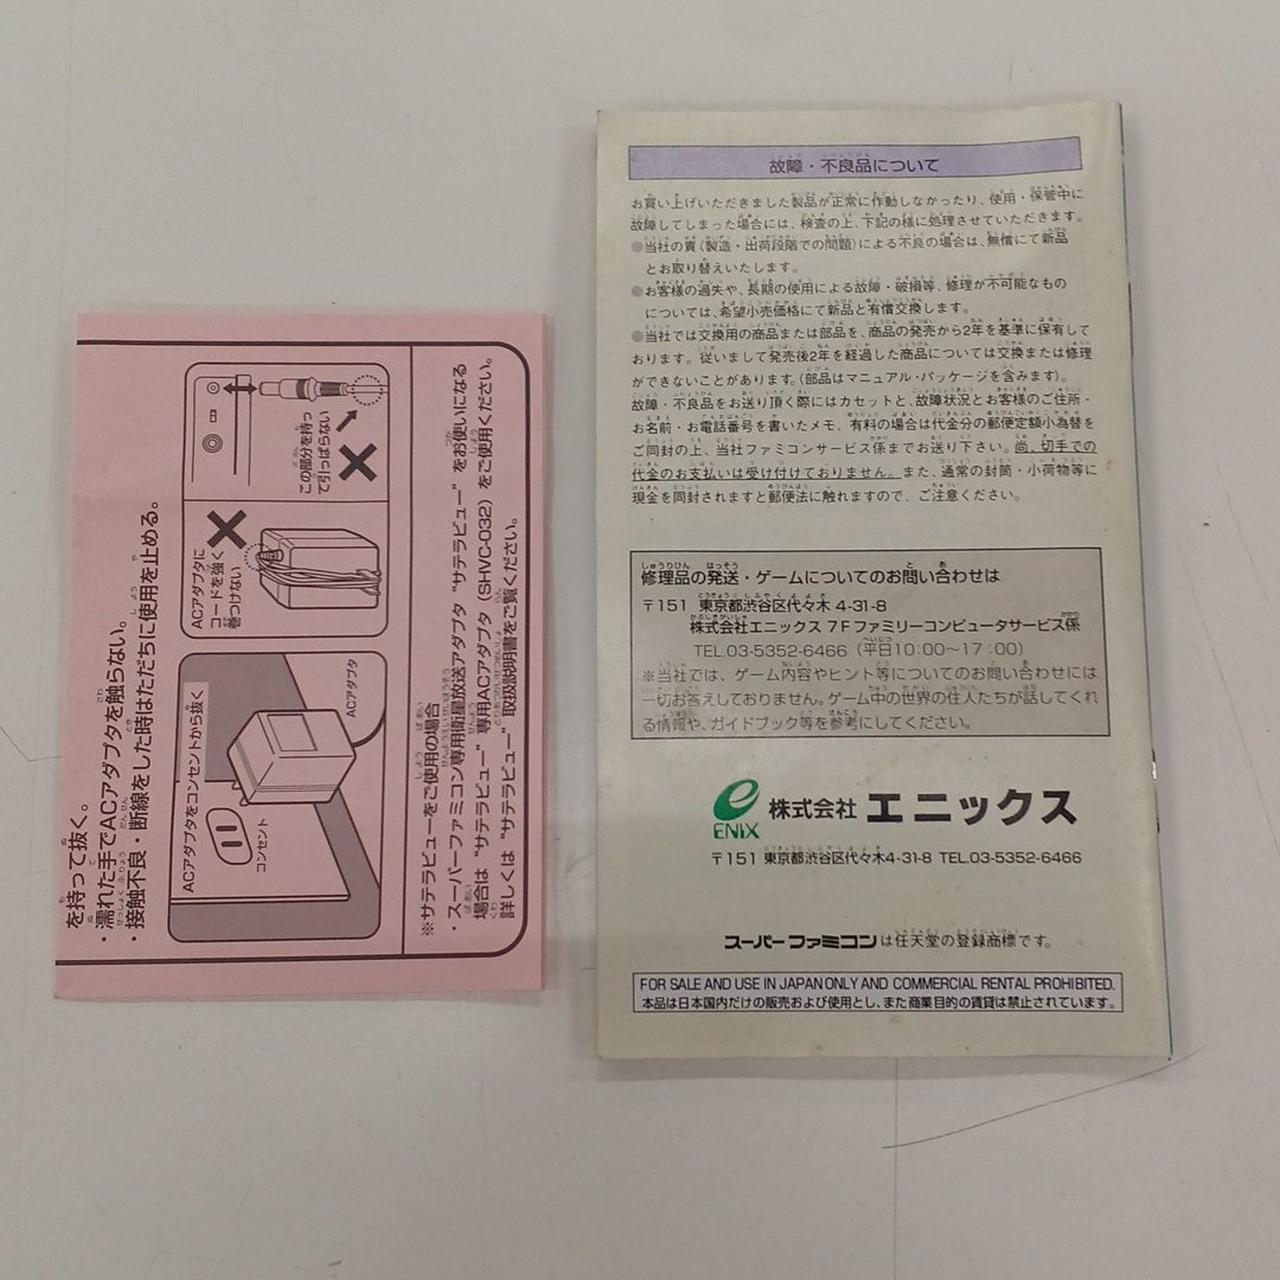 を持って抜く。
・濡れた手でACアダプタを触らない。
・接触不良・断線をした時はただちに使用を止める。
ACアダプタをコンセントから抜く
コンセント
ACアダプタ
ACアダプタに
コードを強く
巻つけない
この部分を持っ
て引っぱらない
※サテラビューをご使用の場合
・スーパーファミコン専用衛星放送アダプタ“サテラビュー”をお使いになる
場合は“サテラビュー”専用ACアダプタ(SHVC-032)をご使用ください。
詳しくは“サテラビュー”取扱説明書をご覧ください。
故障・不良品について
お買い上げいただきました製品が正常に作動しなかったり、使用・保管中に
故障してしまった場合には、検査の上、下記の様に処理させていただきます。
●当社の責(製造・出荷段階での問題)による不良の場合は、無償にて新品
とお取り替えいたします。
●お客様の過失や、長期の使用による故障・破損等、修理が不可能なもの
については、希望小売価格にて新品と有償交換します。
●当社では交換用の商品または部品を、商品の発売から2年を基準に保有して
おります。従いまして発売後2年を経過した商品については交換または修理
ができないことがあります。(部品はマニュアル・パッケージを含みます)。
故障・不良品をお送り頂く際にはカセットと、故障状況とお客様のご住所・
お名前・お電話番号を書いたメモ、有料の場合は代金分の郵便定額小為替を
ご同封の上、当社ファミコンサービス係までお送り下さい。尚、切手での
代金のお支払いは受け付けておりません。また、通常の封筒・小荷物等に
現金を同封されますと郵便法に触れますので、ご注意ください。
修理品の発送・ゲームについてのお問い合わせは
〒151 東京都渋谷区代々木 4-31-8
株式会社エニックス 7F ファミリーコンピュータサービス係
TEL.03-5352-6466(平日10:00〜17:00)
※当社では、ゲーム内容やヒント等についてのお問い合わせには
一切お答えしておりません。ゲーム中の世界の住人たちが話してくれ
る情報や、ガイドブック等を参考にしてください。
ENIX 株式会社 エニックス
〒151 東京都渋谷区代々木4-31-8 TEL.03-5352-6466
スーパーファミコンは任天堂の登録商標です。
FOR SALE AND USE IN JAPAN ONLY AND COMMERCIAL RENTAL PROHIBITED.
本品は日本国内だけの販売および使用とし、また商業目的の賃貸は禁止されています。